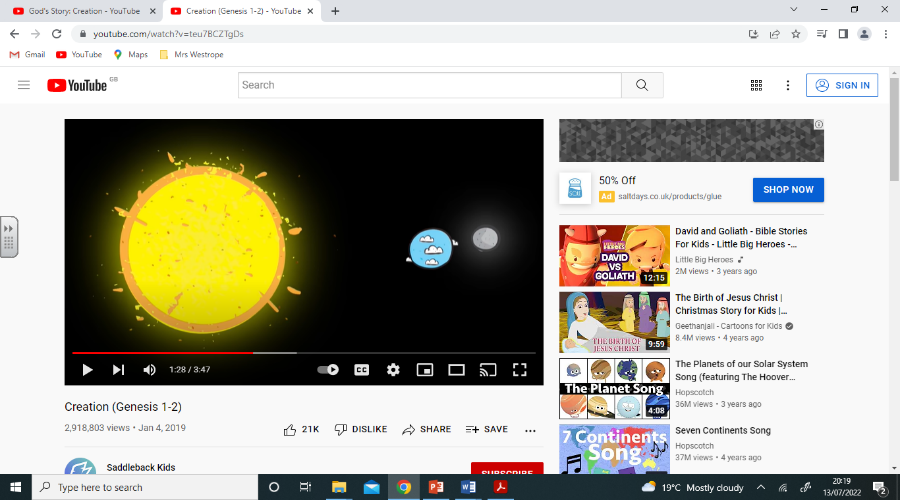 God's Story: Creation - YouTube
Creation (Genesis 1-2) - YouTube
youtube.com/watch?v=teu7BCZTgDs
Gmail
YouTube
Maps
Mrs Westrope
YouTube GB
Search
SIGN IN
50% Off
Ad saltdays.co.uk/products/glue
SHOP NOW
DAVID
VS
GOLIATH
12:15
David and Goliath - Bible Stories
For Kids - Little Big Heroes -...
Little Big Heroes
2M views • 3 years ago
THE BIRTH OF
JESUS CHRIST
9:59
The Birth of Jesus Christ |
Christmas Story for Kids |...
Geethanjali - Cartoons for Kids
8.4M views • 4 years ago
The Planet Song
4:08
The Planets of our Solar System
Song (featuring The Hoover...
Hopscotch
36M views • 3 years ago
7 Continents
Song
Seven Continents Song
Hopscotch
37M views • 4 years ago
1:28 / 3:47
CC
Creation (Genesis 1-2)
2,918,803 views • Jan 4, 2019
21K
DISLIKE
SHARE
SAVE
Saddleback Kids
SUBSCRIBE
Type here to search
19°C Mostly cloudy
20:19
13/07/2022
2